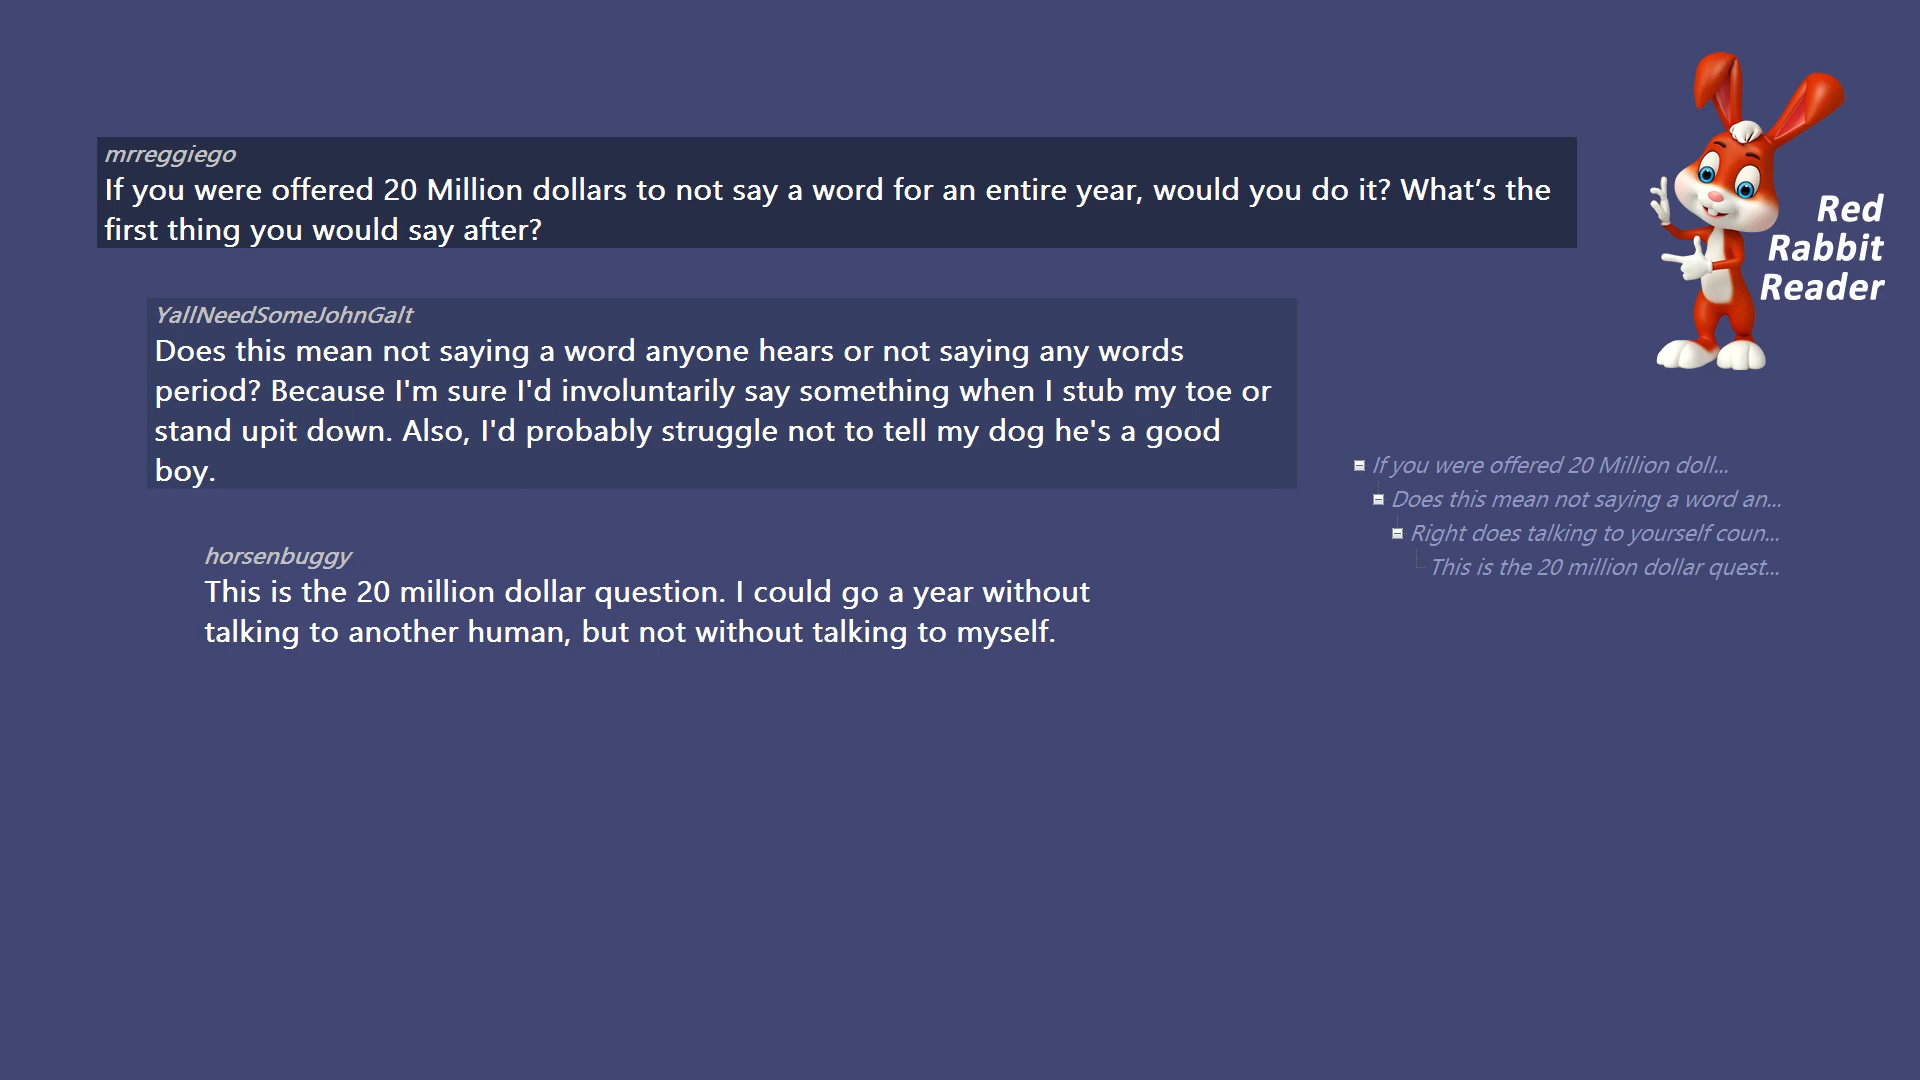 mrreggiego
If you were offered 20 Million dollars to not say a word for an entire year, would you do it? What’s the
first thing you would say after?
YallNeedSomeJohnGalt
Does this mean not saying a word anyone hears or not saying any words
period? Because I'm sure I'd involuntarily say something when I stub my toe or
stand upit down. Also, I'd probably struggle not to tell my dog he's a good
boy.
horsenbuggy
This is the 20 million dollar question. I could go a year without
talking to another human, but not without talking to myself.
Red
Rabbit
Reader
If you were offered 20 Million doll...
Does this mean not saying a word an...
Right does talking to yourself coun...
This is the 20 million dollar quest...